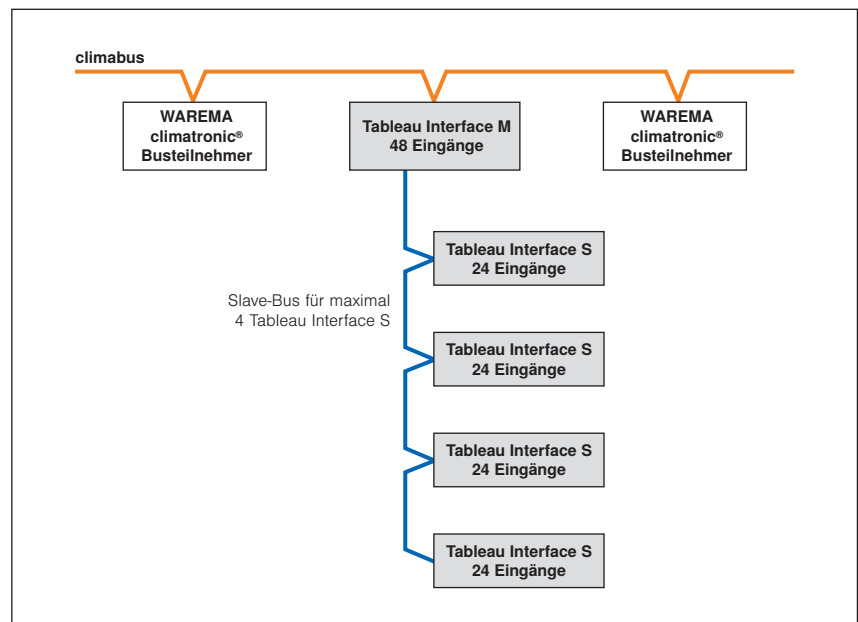 climabus
WAREMA
climatronic®
Busteilnehmer
Tableau Interface M
48 Eingänge
WAREMA
climatronic®
Busteilnehmer
Tableau Interface S
24 Eingänge
Slave-Bus für maximal
4 Tableau Interface S
Tableau Interface S
24 Eingänge
Tableau Interface S
24 Eingänge
Tableau Interface S
24 Eingänge